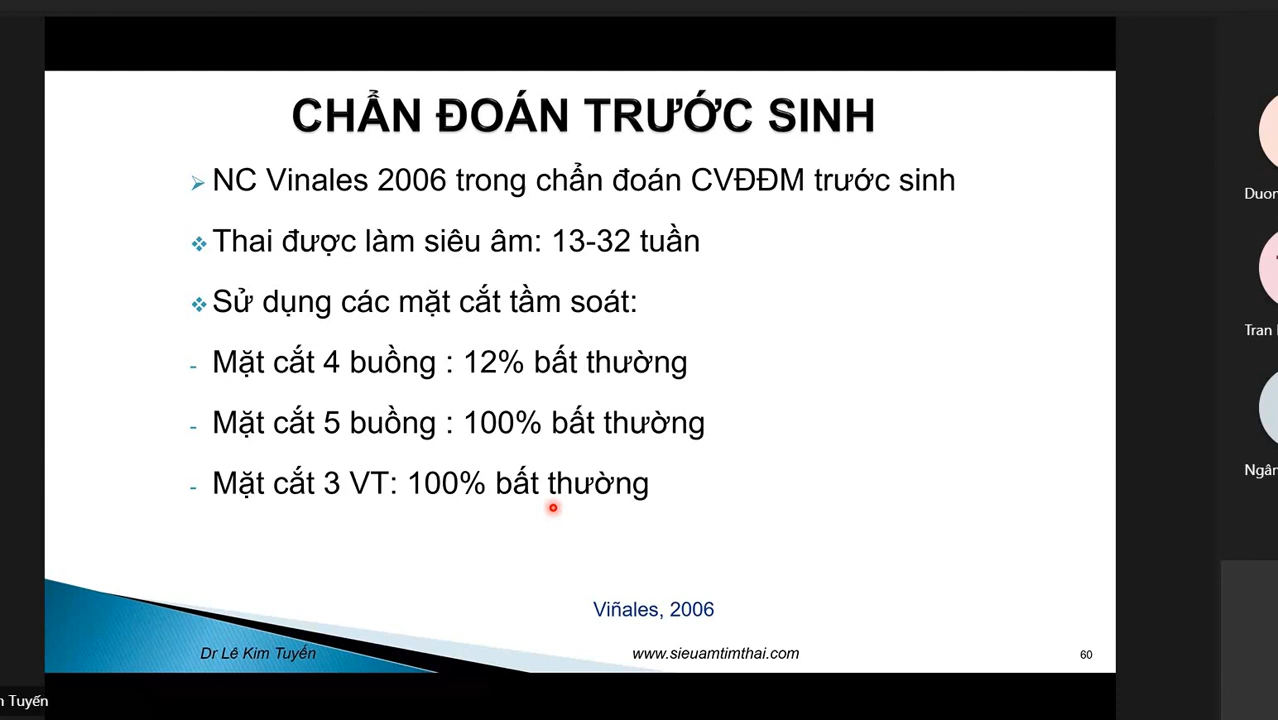 CHẨN ĐOÁN TRƯỚC SINH
NC Vinales 2006 trong chẩn đoán CVĐĐM trước sinh
Thai được làm siêu âm: 13-32 tuần
Sử dụng các mặt cắt tầm soát:
- Mặt cắt 4 buồng : 12% bất thường
- Mặt cắt 5 buồng : 100% bất thường
- Mặt cắt 3 VT: 100% bất thường
Viñales, 2006
Dr Lê Kim Tuyến
www.sieuamtimthai.com
60
Tuyến
Tran